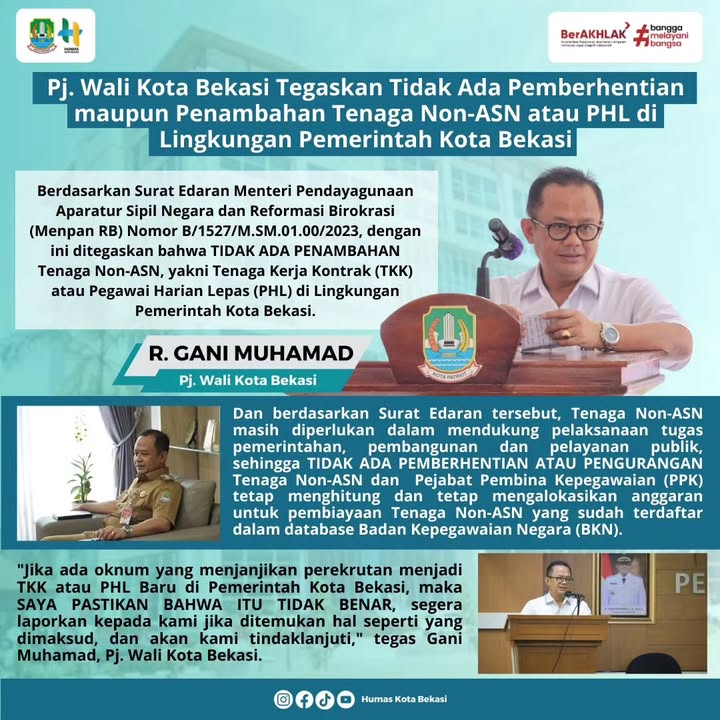 HUMAS
KOTA BEKASI
BerAKHLAK
#bangga
melayani
bangsa
Pj. Wali Kota Bekasi Tegaskan Tidak Ada Pemberhentian
maupun Penambahan Tenaga Non-ASN atau PHL di
Lingkungan Pemerintah Kota Bekasi
Berdasarkan Surat Edaran Menteri Pendayagunaan
Aparatur Sipil Negara dan Reformasi Birokrasi
(Menpan RB) Nomor B/1527/M.SM.01.00/2023, dengan
ini ditegaskan bahwa TIDAK ADA PENAMBAHAN
Tenaga Non-ASN, yakni Tenaga Kerja Kontrak (TKK)
atau Pegawai Harian Lepas (PHL) di Lingkungan
Pemerintah Kota Bekasi.
KOTA PATRIOT
R. GANI MUHAMAD
Pj. Wali Kota Bekasi
Dan berdasarkan Surat Edaran tersebut, Tenaga Non-ASN
masih diperlukan dalam mendukung pelaksanaan tugas
pemerintahan, pembangunan dan pelayanan publik,
sehingga TIDAK ADA PEMBERHENTIAN ATAU PENGURANGAN
Tenaga Non-ASN dan Pejabat Pembina Kepegawaian (PPK)
tetap menghitung dan tetap mengalokasikan anggaran
untuk pembiayaan Tenaga Non-ASN yang sudah terdaftar
dalam database Badan Kepegawaian Negara (BKN).
"Jika ada oknum yang menjanjikan perekrutan menjadi
TKK atau PHL Baru di Pemerintah Kota Bekasi, maka
SAYA PASTIKAN BAHWA ITU TIDAK BENAR, segera
laporkan kepada kami jika ditemukan hal seperti yang
dimaksud, dan akan kami tindaklanjuti," tegas Gani
Muhamad, Pj. Wali Kota Bekasi.
PE
Humas Kota Bekasi